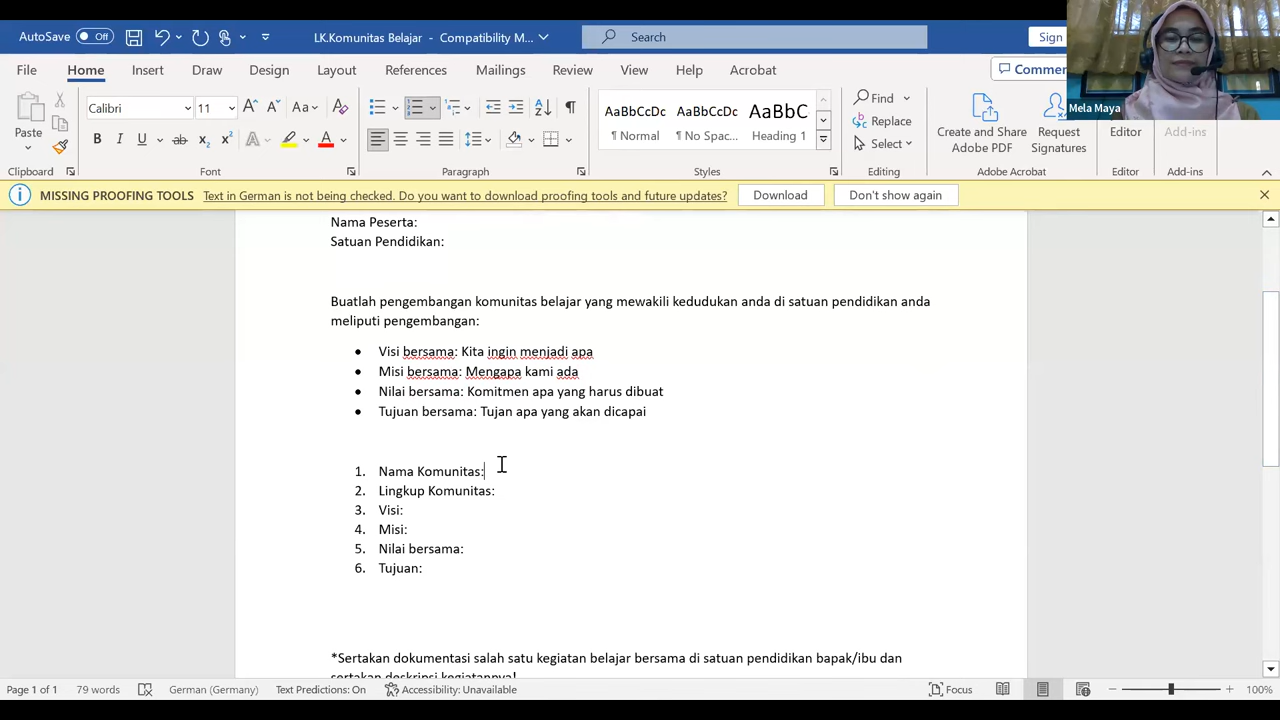 AutoSave Off LK.Komunitas Belajar - Compatibility M... Search Sign
File Home Insert Draw Design Layout References Mailings Review View Help Acrobat
Mela Maya
Calibri 11 Aa
AaBbCcDc AaBbCcDc AaBbC
Find
Paste
B I U ab x₂ x² A A
¶ Normal ¶ No Spac... Heading 1
Replace
Select
Create and Share Adobe PDF
Request Signatures
Editor
Add-ins
Clipboard Font Paragraph Styles Adobe Acrobat Editor Add-ins
MISSING PROOFING TOOLS Text in German is not being checked. Do you want to download proofing tools and future updates? Download Don't show again
Nama Peserta:
Satuan Pendidikan:
Buatlah pengembangan komunitas belajar yang mewakili kedudukan anda di satuan pendidikan anda
meliputi pengembangan:
• Visi bersama: Kita ingin menjadi apa
• Misi bersama: Mengapa kami ada
• Nilai bersama: Komitmen apa yang harus dibuat
• Tujuan bersama: Tujan apa yang akan dicapai
1. Nama Komunitas:
2. Lingkup Komunitas:
3. Visi:
4. Misi:
5. Nilai bersama:
6. Tujuan:
*Sertakan dokumentasi salah satu kegiatan belajar bersama di satuan pendidikan bapak/ibu dan
sertakan deskripsi kegiatannya!
Page 1 of 1 79 words German (Germany) Text Predictions: On Accessibility: Unavailable Focus 100%